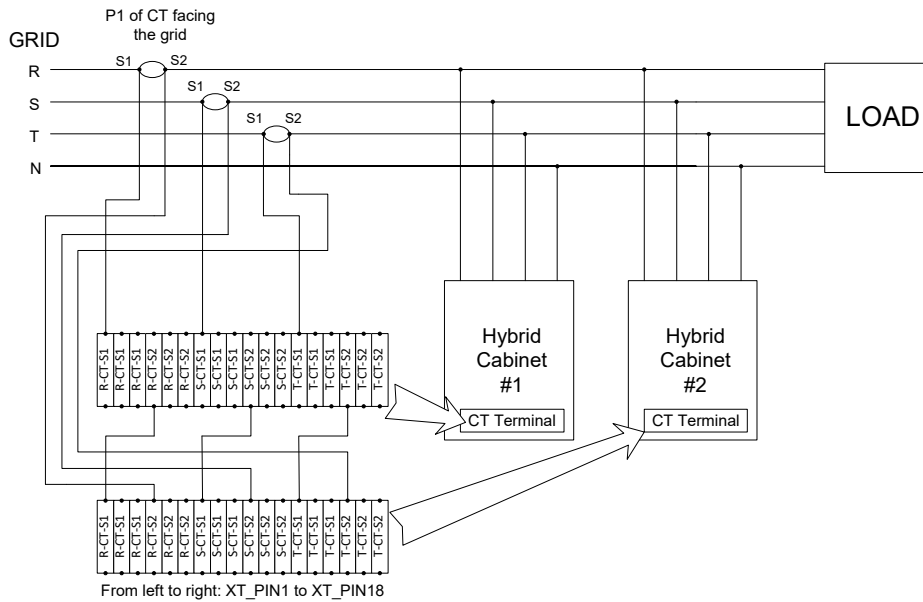 P1 of CT facing
the grid
GRID
S1 S2
R
S1 S2
S
S1 S2
T
N
LOAD
Hybrid
Cabinet
#1
CT Terminal
Hybrid
Cabinet
#2
CT Terminal
R-CT-S1
R-CT-S1
R-CT-S1
R-CT-S2
R-CT-S2
R-CT-S2
S-CT-S1
S-CT-S1
S-CT-S1
S-CT-S2
S-CT-S2
S-CT-S2
T-CT-S1
T-CT-S1
T-CT-S1
T-CT-S2
T-CT-S2
T-CT-S2
R-CT-S1
R-CT-S1
R-CT-S1
R-CT-S2
R-CT-S2
R-CT-S2
S-CT-S1
S-CT-S1
S-CT-S1
S-CT-S2
S-CT-S2
S-CT-S2
T-CT-S1
T-CT-S1
T-CT-S1
T-CT-S2
T-CT-S2
T-CT-S2
From left to right: XT_PIN1 to XT_PIN18